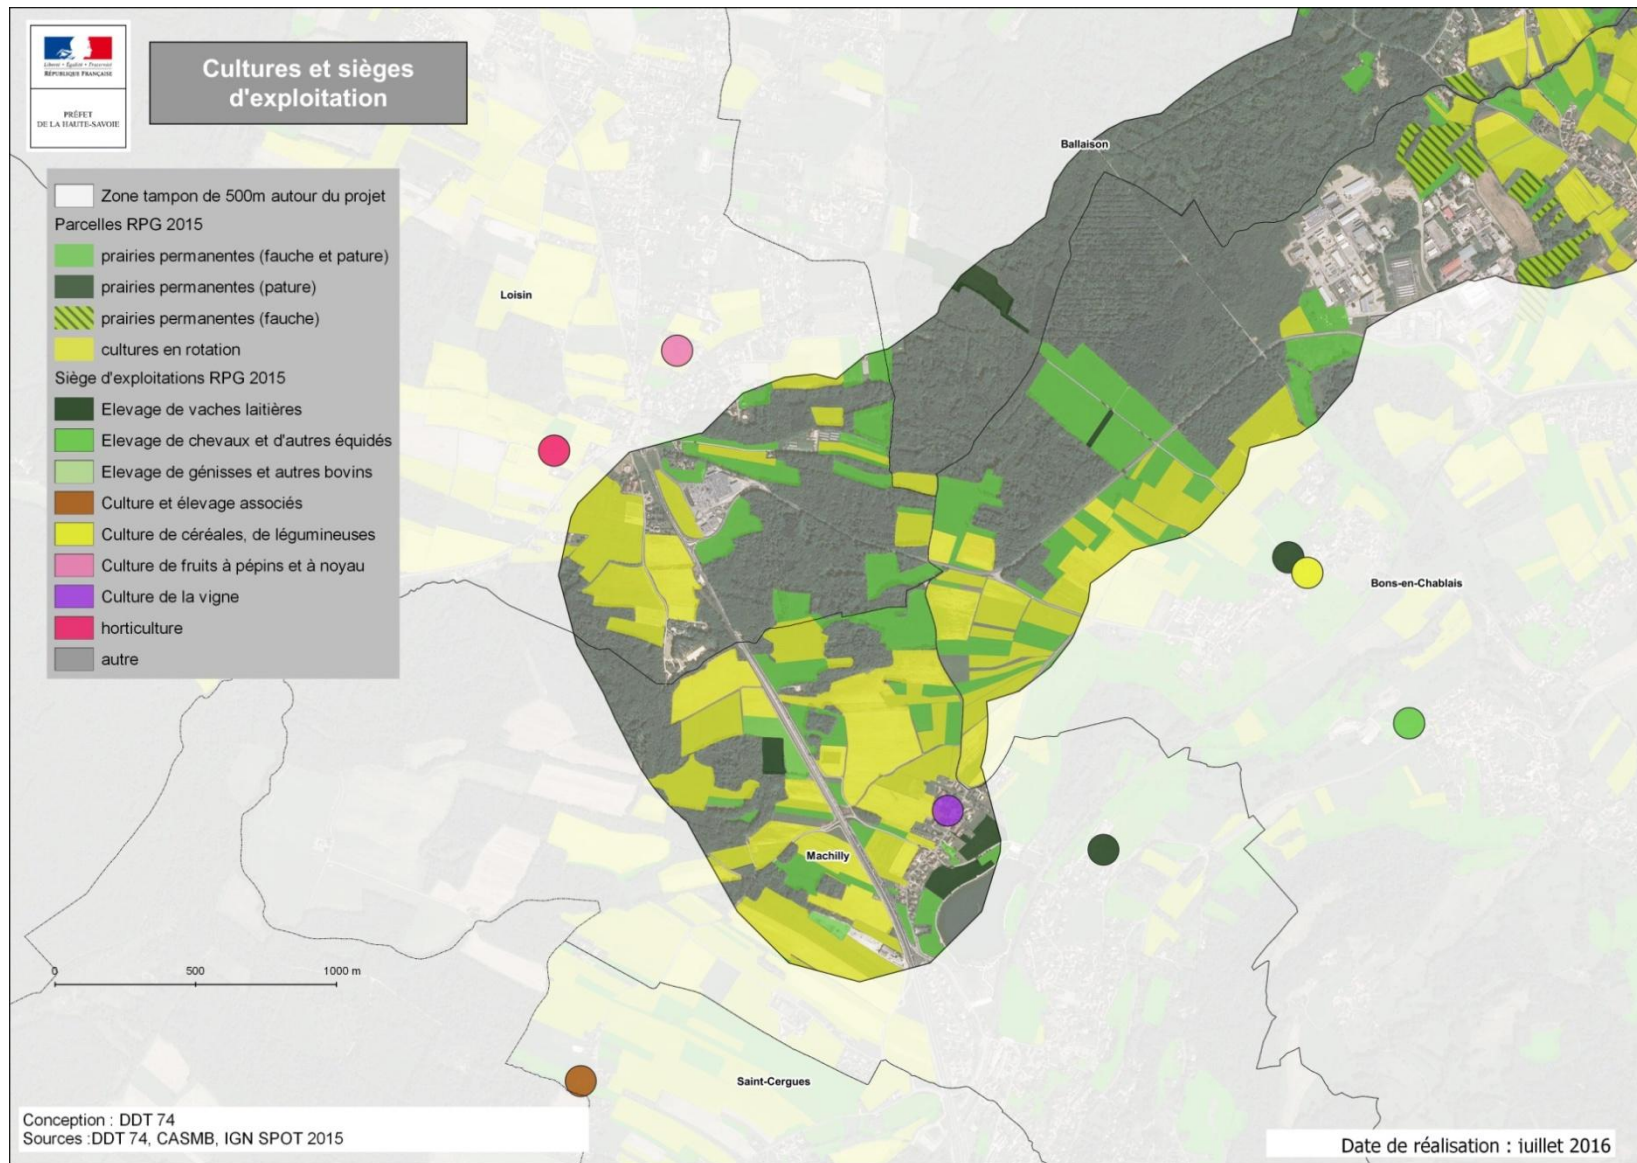 Liberté • Égalité • Fraternité
RÉPUBLIQUE FRANÇAISE
PRÉFET
DE LA HAUTE-SAVOIE
Cultures et sièges
d'exploitation
Zone tampon de 500m autour du projet
Parcelles RPG 2015
prairies permanentes (fauche et pature)
prairies permanentes (pature)
prairies permanentes (fauche)
cultures en rotation
Siège d'exploitations RPG 2015
Elevage de vaches laitières
Elevage de chevaux et d'autres équidés
Elevage de génisses et autres bovins
Culture et élevage associés
Culture de céréales, de légumineuses
Culture de fruits à pépins et à noyau
Culture de la vigne
horticulture
autre
Ballaison
Loisin
Bons-en-Chablais
Machilly
Saint-Cergues
0 500 1000 m
Conception : DDT 74
Sources :DDT 74, CASMB, IGN SPOT 2015
Date de réalisation : juillet 2016